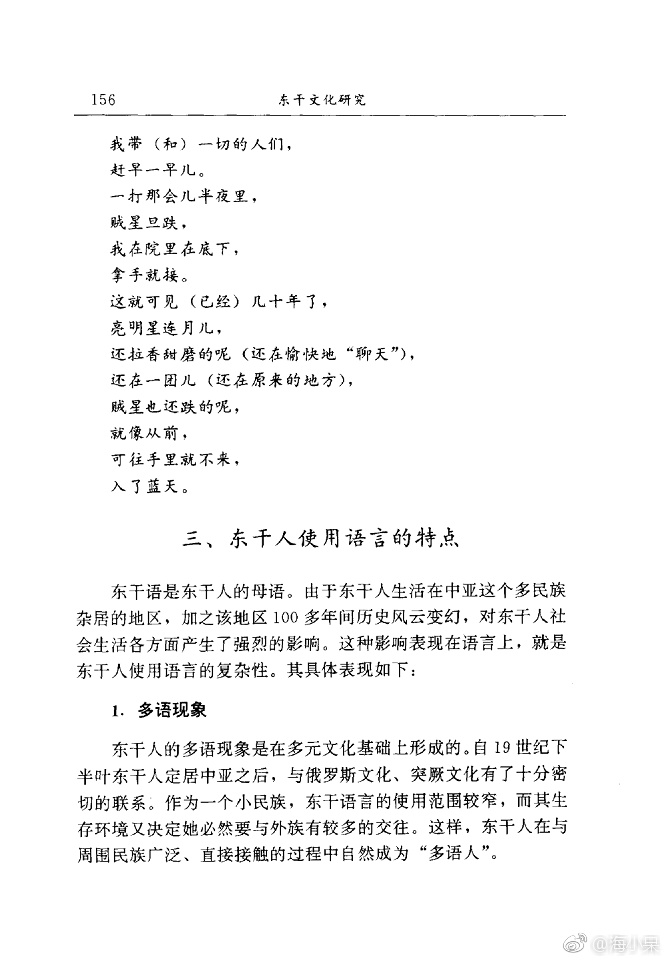 156
东干文化研究
我带（和）一切的人们，
赶早一早儿。
一打那会儿半夜里，
贼星旦跌，
我在院里在底下，
拿手就接。
这就可见（已经）几十年了，
亮明星连月儿，
还拉香甜磨的呢（还在愉快地“聊天”），
还在一团儿（还在原来的地方），
贼星也还跌的呢，
就像从前，
可往手里就不来，
入了蓝天。
三、东干人使用语言的特点
东干语是东干人的母语。由于东干人生活在中亚这个多民族
杂居的地区，加之该地区100多年间历史风云变幻，对东干人社
会生活各方面产生了强烈的影响。这种影响表现在语言上，就是
东干人使用语言的复杂性。其具体表现如下：
1. 多语现象
东干人的多语现象是在多元文化基础上形成的。自19世纪下
半叶东干人定居中亚之后，与俄罗斯文化、突厥文化有了十分密
切的联系。作为一个小民族，东干语言的使用范围较窄，而其生
存环境又决定她必然要与外族有较多的交往。这样，东干人在与
周围民族广泛、直接接触的过程中自然成为“多语人”。
@海小杲